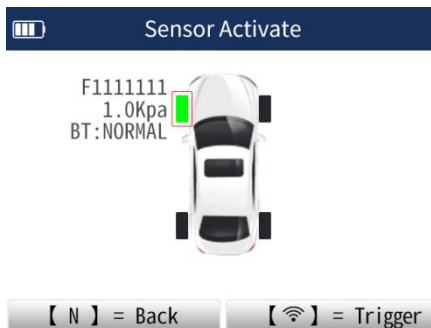 Sensor Activate
F1111111
1.0Kpa
BT:NORMAL
【 N 】 = Back
【 】 = Trigger